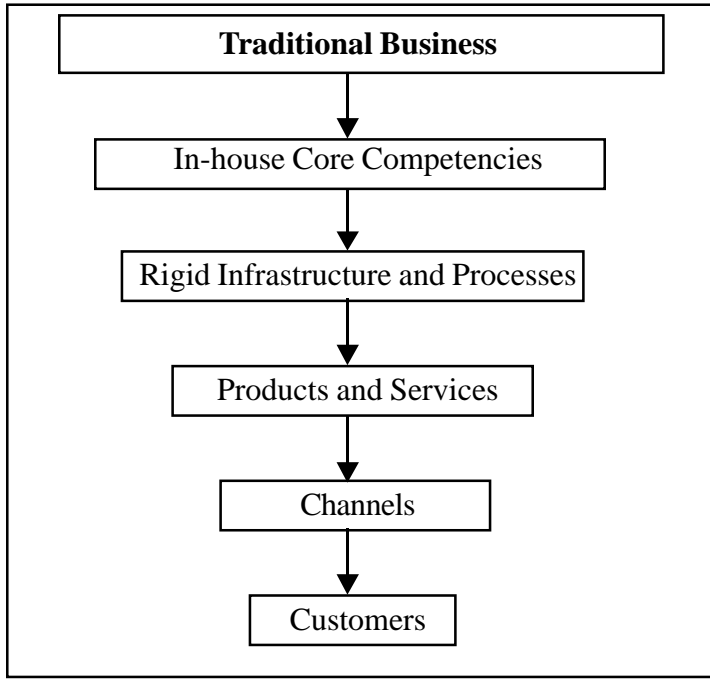 Traditional Business
In-house Core Competencies
Rigid Infrastructure and Processes
Products and Services
Channels
Customers